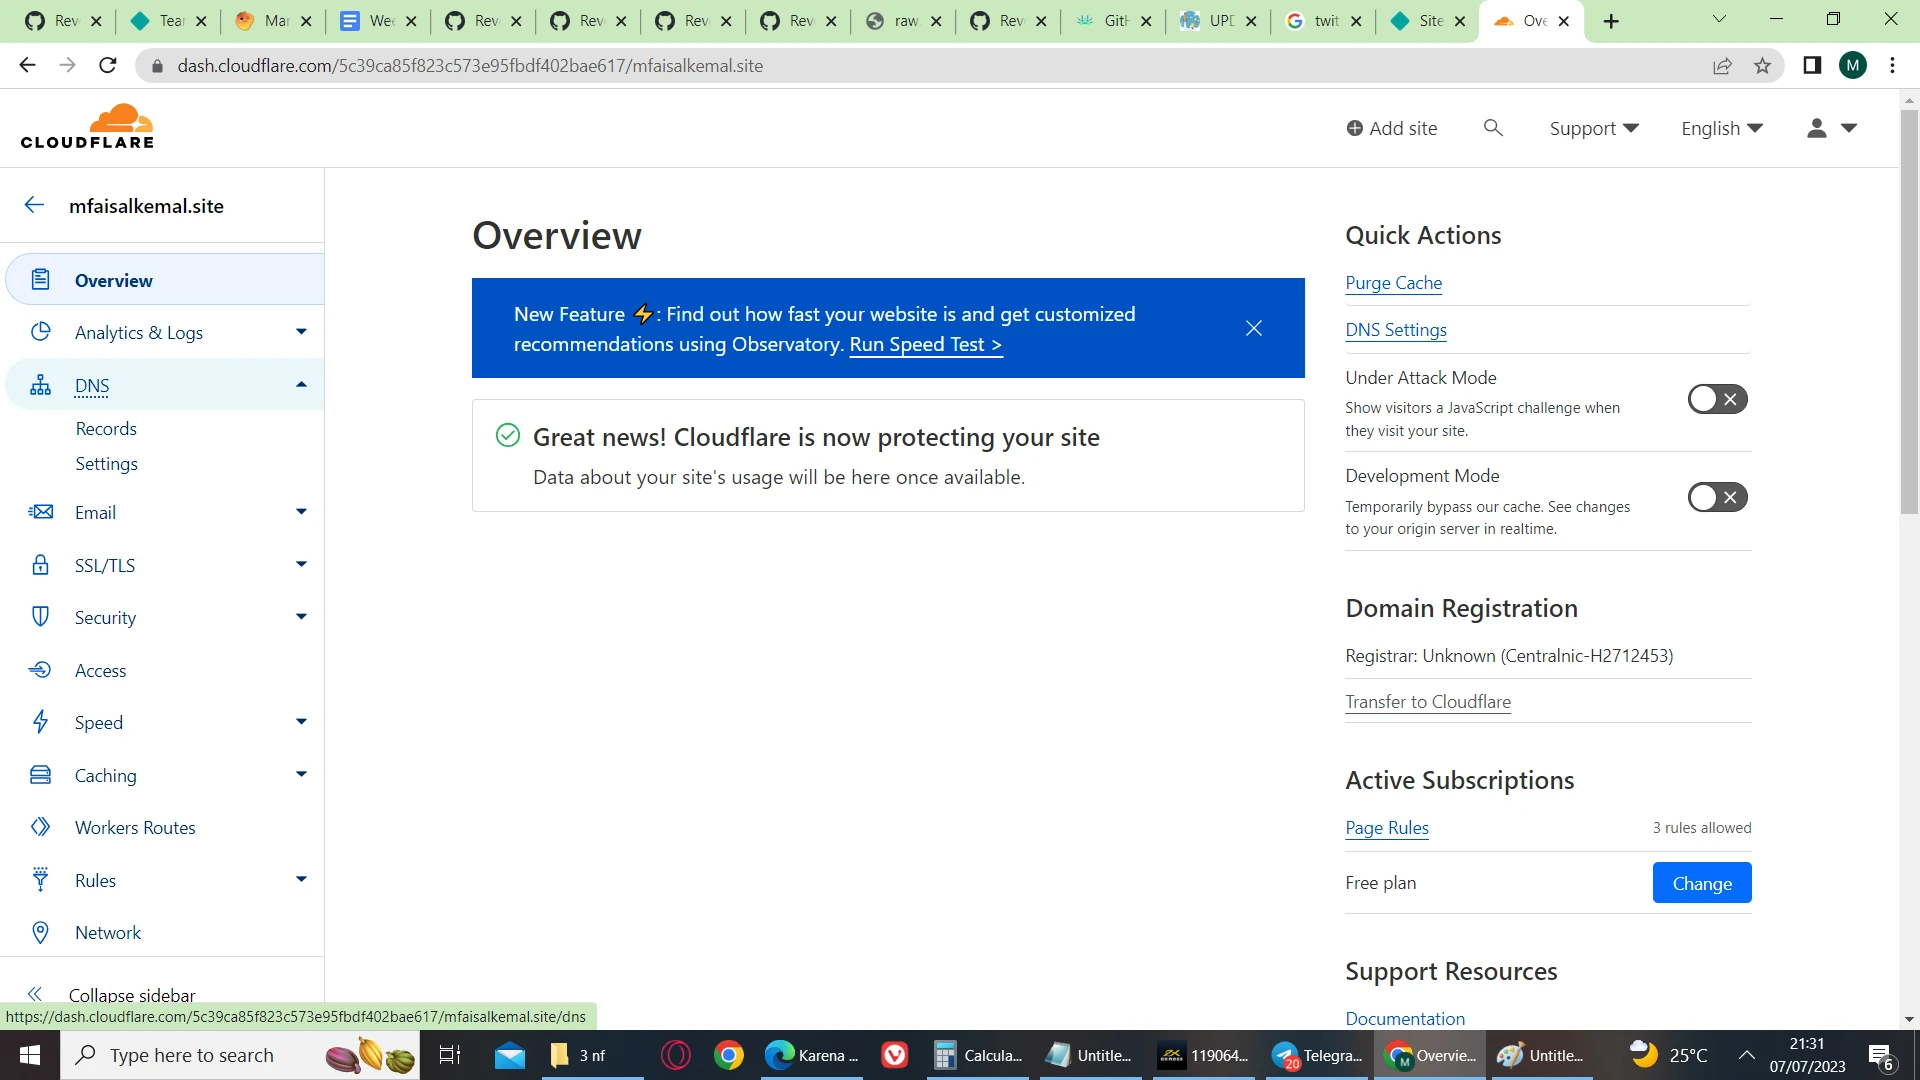 Rev
Tear
Mar
Wee
Rev
Rev
Rev
Rev
raw
Rev
GitH
UPD
twit
Site
Ove
dash.cloudflare.com/5c39ca85f823c573e95fbdf402bae617/mfaisalkemal.site
M
CLOUDFLARE
Add site
Support
English
mfaisalkemal.site
Overview
Analytics & Logs
DNS
Records
Settings
Email
SSL/TLS
Security
Access
Speed
Caching
Workers Routes
Rules
Network
Collapse sidebar
https://dash.cloudflare.com/5c39ca85f823c573e95fbdf402bae617/mfaisalkemal.site/dns
Overview
New Feature ⚡: Find out how fast your website is and get customized
recommendations using Observatory. Run Speed Test >
Great news! Cloudflare is now protecting your site
Data about your site's usage will be here once available.
Quick Actions
Purge Cache
DNS Settings
Under Attack Mode
Show visitors a JavaScript challenge when
they visit your site.
Development Mode
Temporarily bypass our cache. See changes
to your origin server in realtime.
Domain Registration
Registrar: Unknown (Centralnic-H2712453)
Transfer to Cloudflare
Active Subscriptions
Page Rules
3 rules allowed
Free plan
Change
Support Resources
Documentation
Type here to search
3 nf
Karena ...
Calcula...
Untitle...
exness
119064...
20
Telegra...
M
Overvie...
Untitle...
25°C
21:31
07/07/2023
6